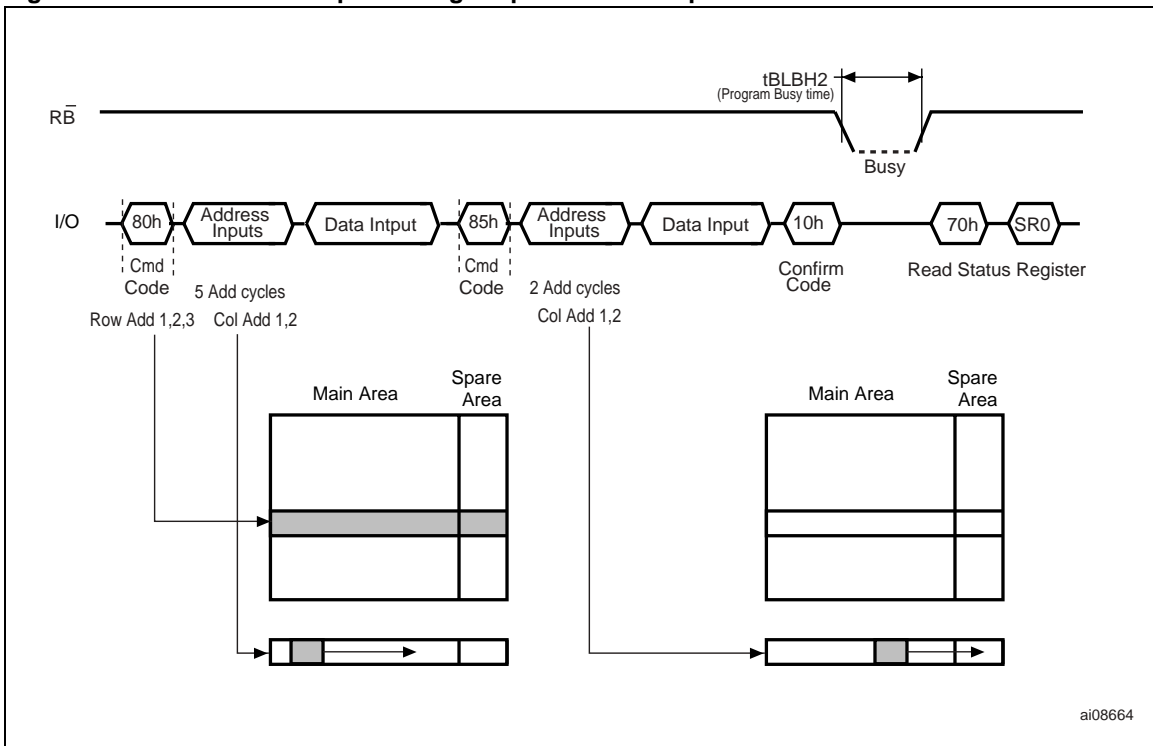 tBLBH2
(Program Busy time)
RB̅
Busy
I/O
80h
Address
Inputs
Data Intput
85h
Address
Inputs
Data Input
10h
70h
SR0
Cmd
Code
5 Add cycles
Row Add 1,2,3
Col Add 1,2
Cmd
Code
2 Add cycles
Col Add 1,2
Confirm
Code
Read Status Register
Main Area
Spare
Area
Main Area
Spare
Area
ai08664